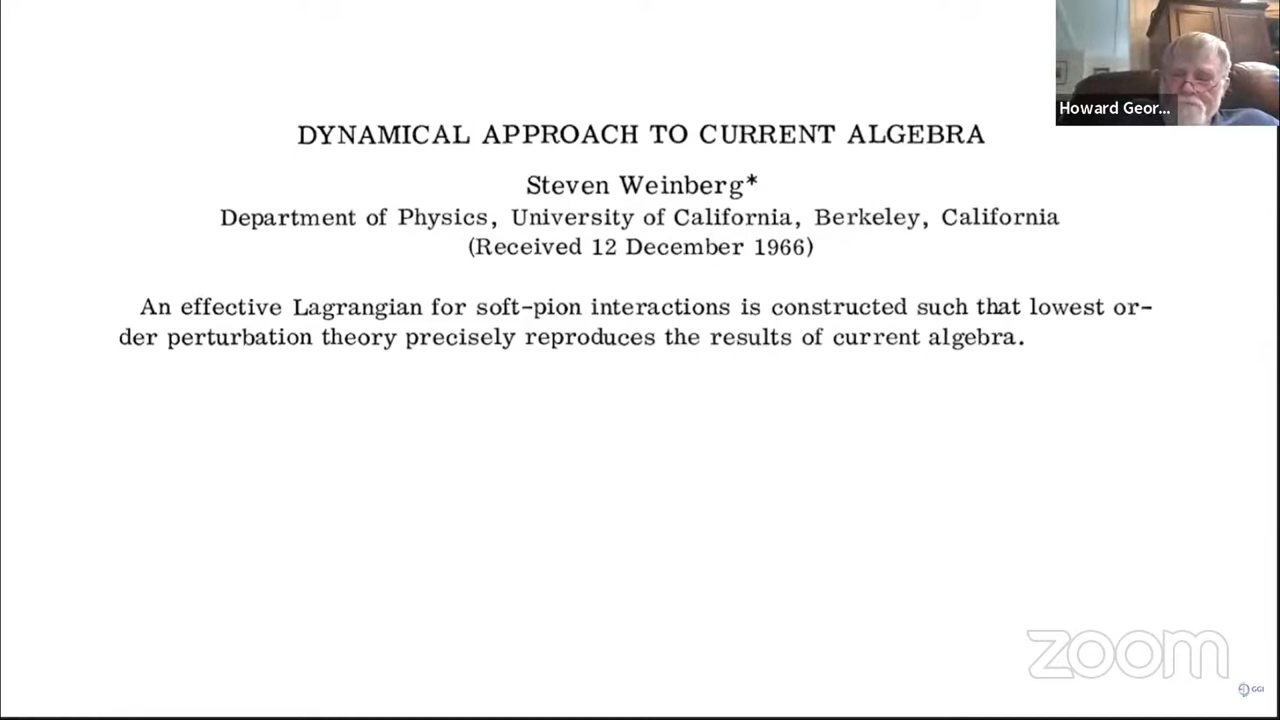 Howard Geor...
DYNAMICAL APPROACH TO CURRENT ALGEBRA
Steven Weinberg*
Department of Physics, University of California, Berkeley, California
(Received 12 December 1966)
An effective Lagrangian for soft-pion interactions is constructed such that lowest or-
der perturbation theory precisely reproduces the results of current algebra.
zoom
GGI